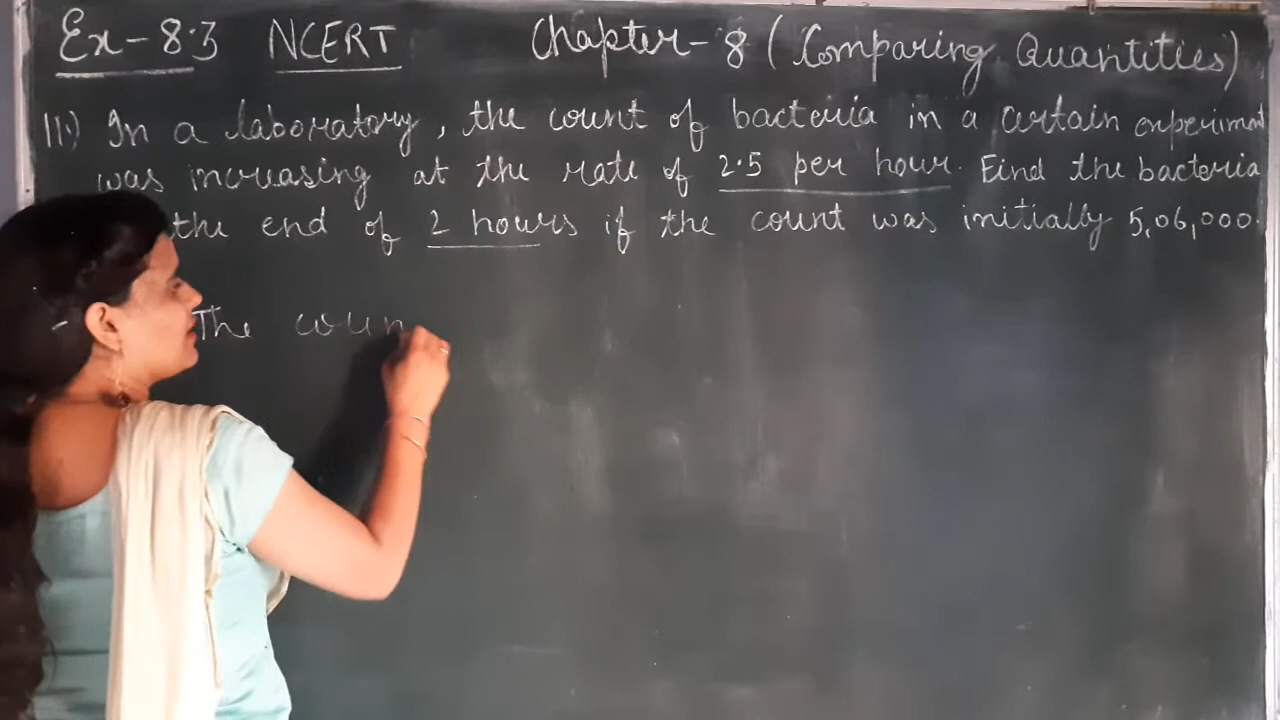 Ex-8.3 NCERT Chapter-8 (Comparing Quantities)
11.) In a laboratory, the count of bacteria in a certain experiment
was increasing at the rate of 2.5 per hour. Find the bacteria
the end of 2 hours if the count was initially 5,06,000.
The coun